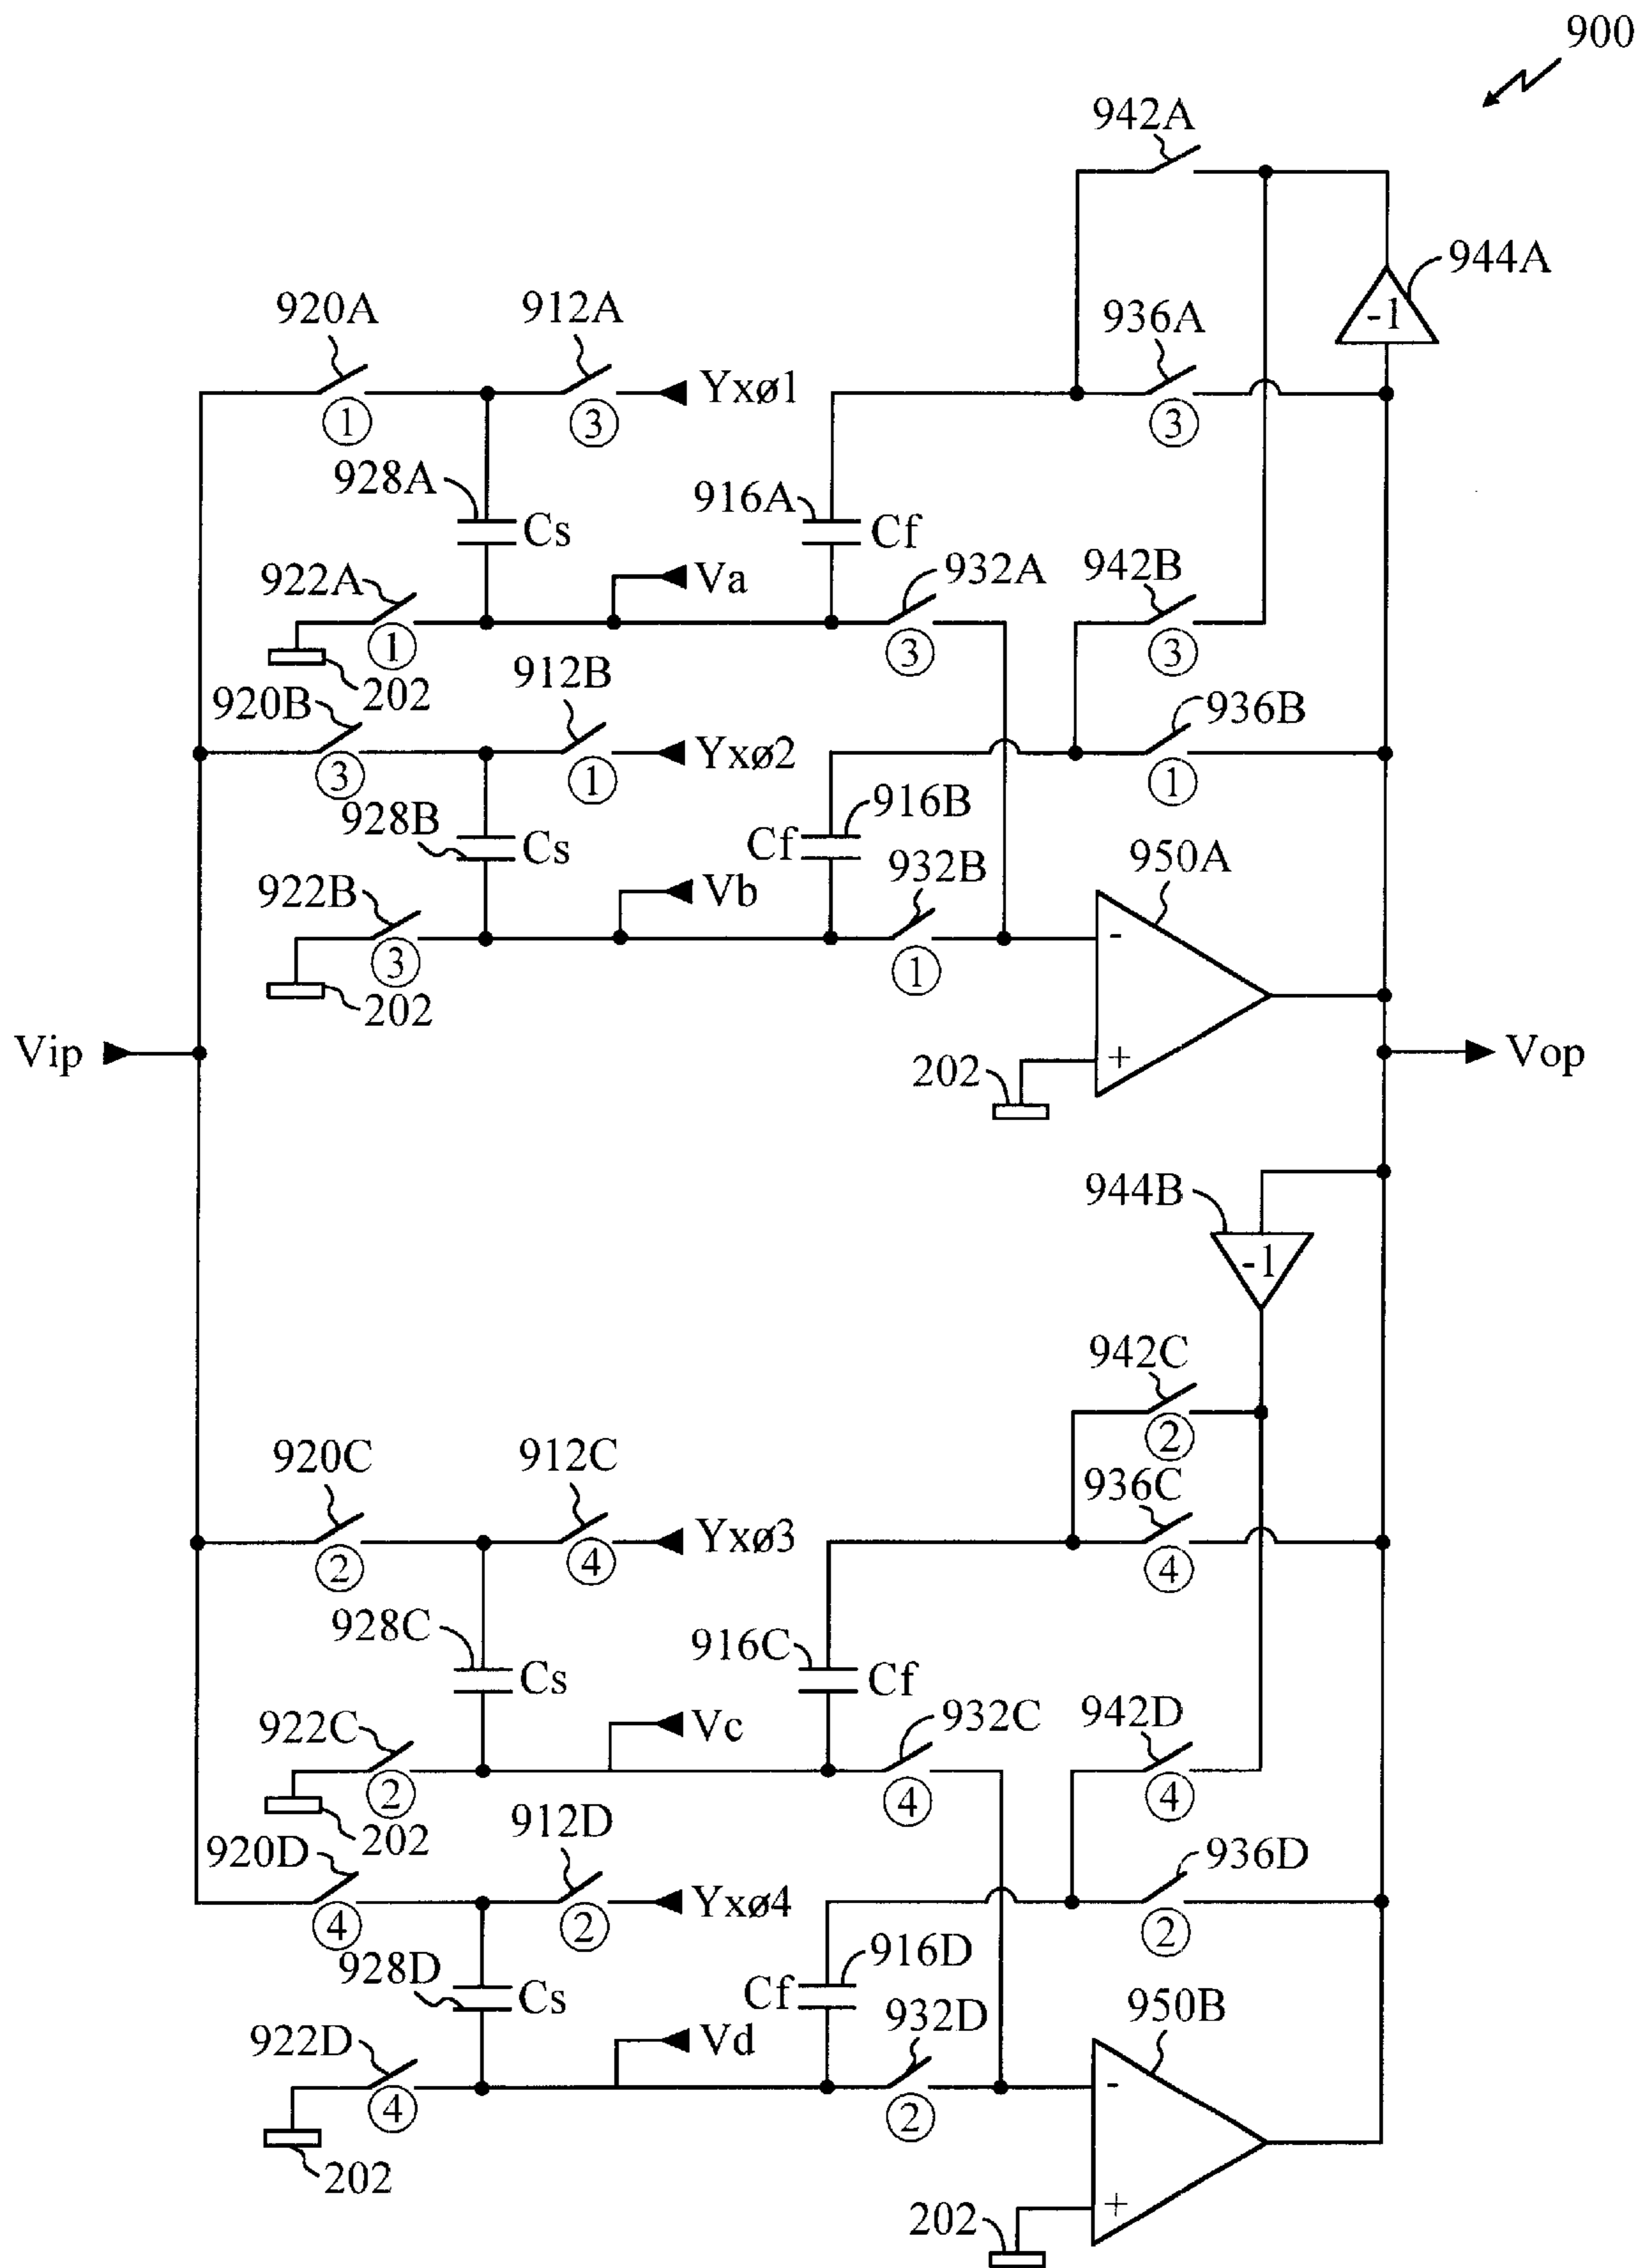 900
942A
944A
-1
920A
912A
936A
Yxø1
①
③
③
928A
916A
Cs
Cf
922A
Va
932A
942B
①
③
③
202
912B
920B
936B
Yxø2
③
①
①
928B
916B
Cs
Cf
932B
950A
922B
Vb
-
③
①
202
Vip
+
Vop
202
944B
-1
942C
②
920C
912C
936C
Yxø3
②
④
④
928C
916C
Cs
Cf
922C
Vc
932C
942D
②
④
④
202
912D
920D
936D
Yxø4
④
②
②
928D
916D
Cs
Cf
932D
950B
922D
Vd
-
④
②
202
+
202